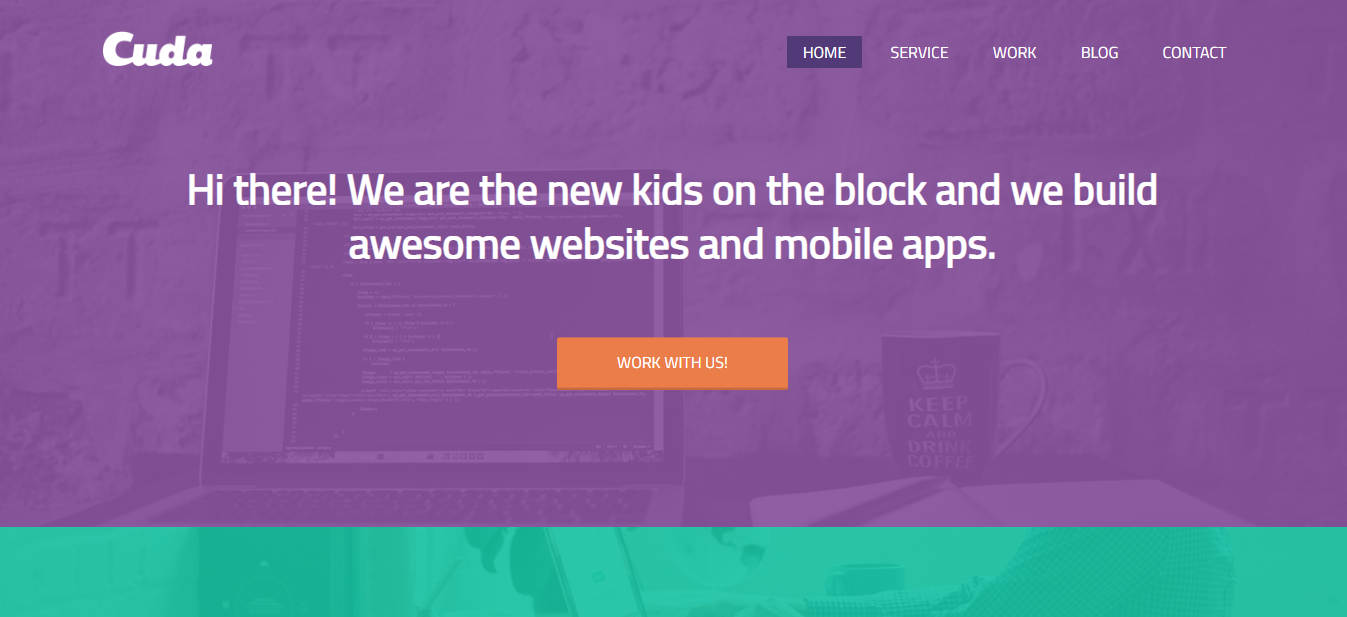 Cuda
HOME SERVICE WORK BLOG CONTACT
Hi there! We are the new kids on the block and we build
awesome websites and mobile apps.
WORK WITH US!
KEEP
CALM
AND
DRINK
COFFEE